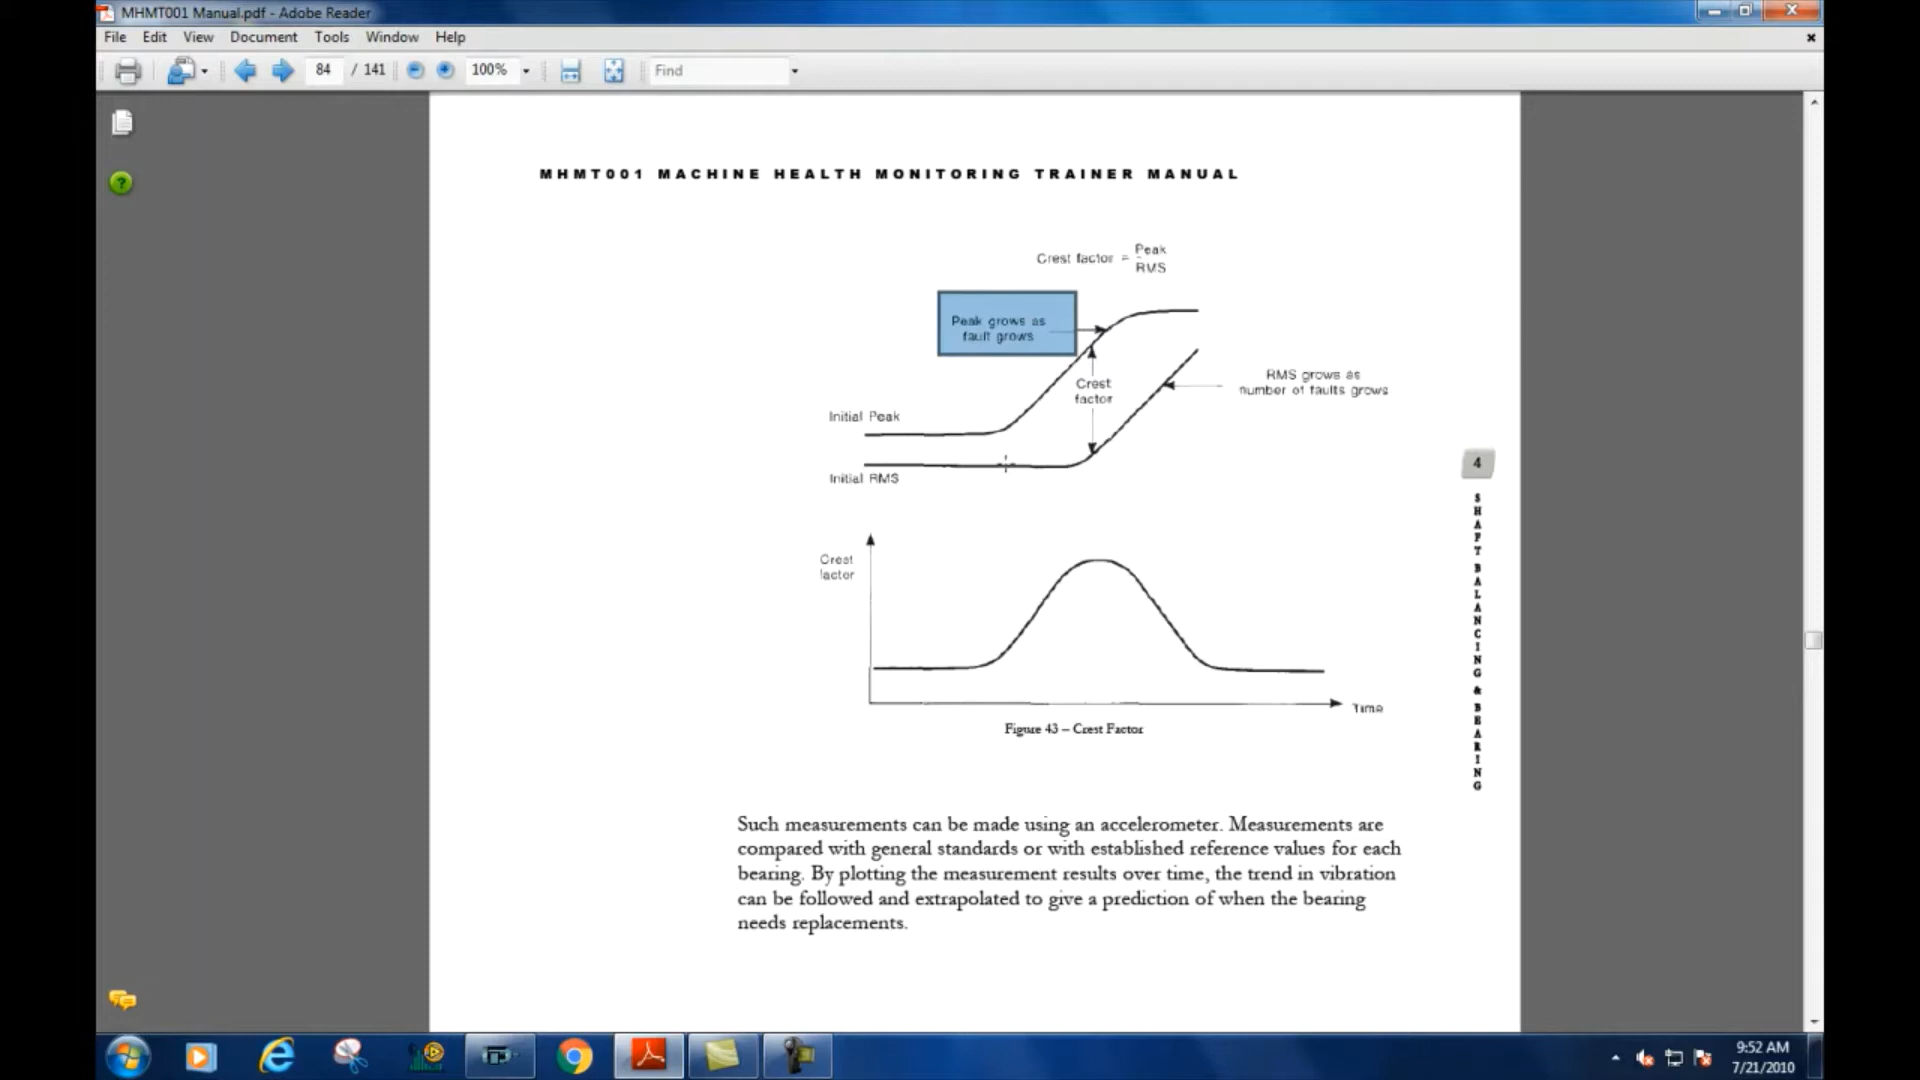 MHMT001 Manual.pdf - Adobe Reader
File Edit View Document Tools Window Help
84 / 141 100% Find
MHMT001 MACHINE HEALTH MONITORING TRAINER MANUAL
Crest factor = Peak
RMS
Peak grows as
fault grows
Crest
factor
RMS grows as
number of faults grows
Initial Peak
Initial RMS
4
SHAFT BALANCING & BEARING
Crest
factor
Time
Figure 43 – Crest Factor
Such measurements can be made using an accelerometer. Measurements are
compared with general standards or with established reference values for each
bearing. By plotting the measurement results over time, the trend in vibration
can be followed and extrapolated to give a prediction of when the bearing
needs replacements.
9:52 AM
7/21/2010